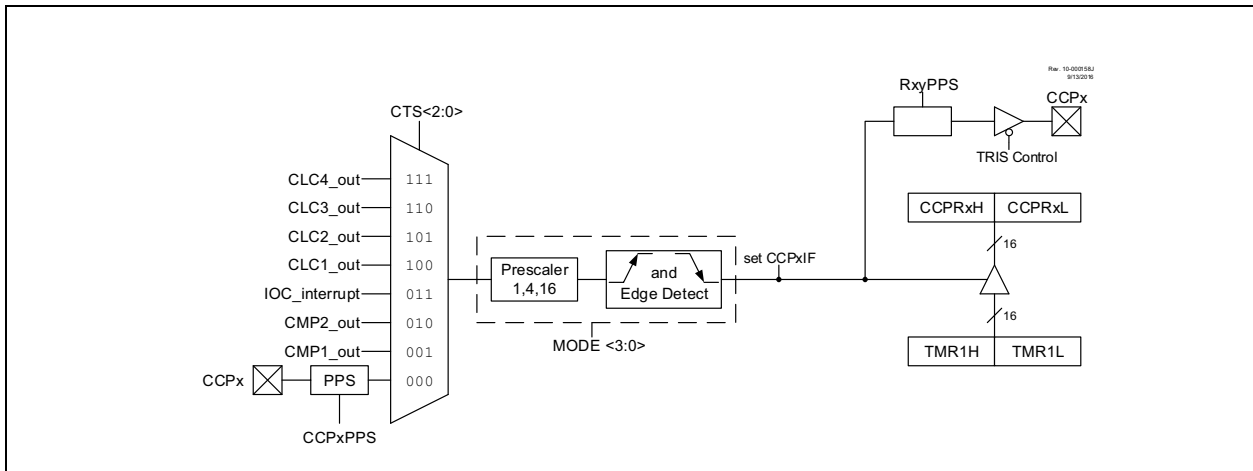 Rev. 10-000158J
9/13/2016
RxyPPS
CCPx
TRIS Control
CTS<2:0>
CLC4_out
111
CLC3_out
110
CLC2_out
101
CLC1_out
100
IOC_interrupt
011
CMP2_out
010
CMP1_out
001
CCPx
PPS
000
CCPxPPS
Prescaler
1,4,16
and
Edge Detect
MODE <3:0>
set CCPxIF
CCPRxH
CCPRxL
16
16
TMR1H
TMR1L